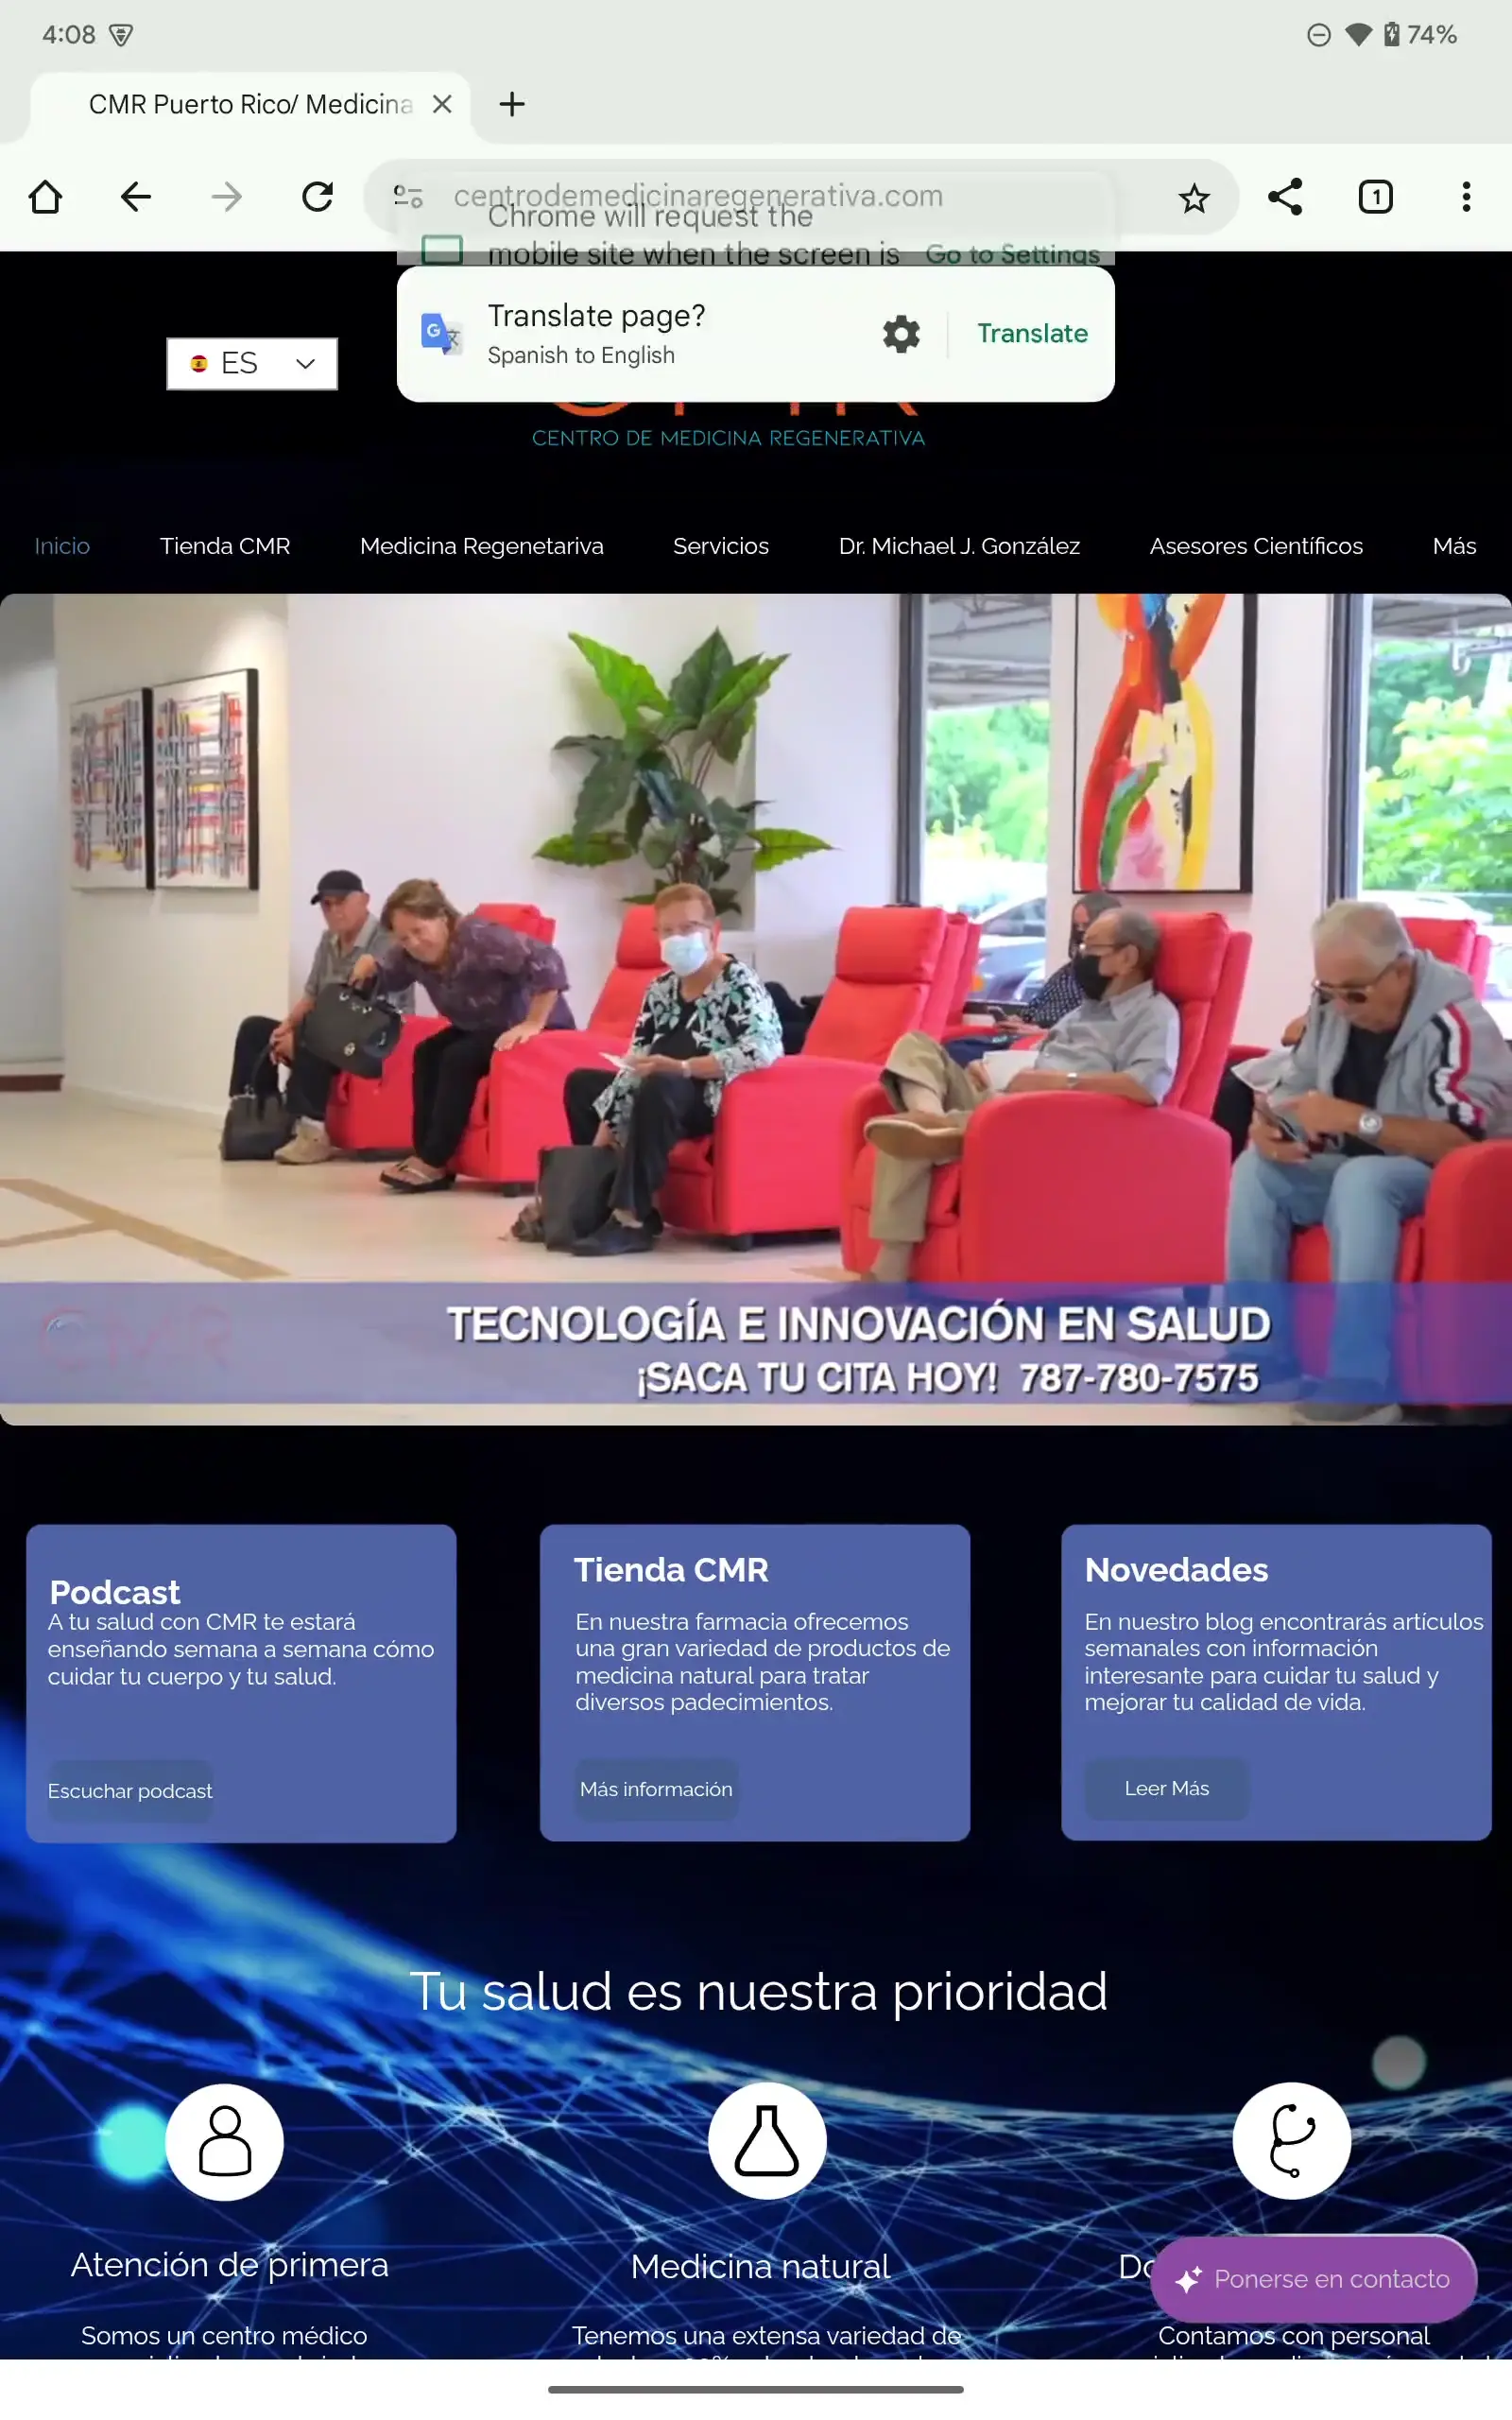 4:08
74%
CMR Puerto Rico/ Medicina
centrodemedicinaregenerativa.com
1
Chrome will request the
mobile site when the screen is
Go to Settings
Translate page?
Spanish to English
Translate
ES
CENTRO DE MEDICINA REGENERATIVA
Inicio
Tienda CMR
Medicina Regenetariva
Servicios
Dr. Michael J. González
Asesores Científicos
Más
CMR
TECNOLOGÍA E INNOVACIÓN EN SALUD
¡SACA TU CITA HOY! 787-780-7575
Podcast
A tu salud con CMR te estará
enseñando semana a semana cómo
cuidar tu cuerpo y tu salud.
Escuchar podcast
Tienda CMR
En nuestra farmacia ofrecemos
una gran variedad de productos de
medicina natural para tratar
diversos padecimientos.
Más información
Novedades
En nuestro blog encontrarás artículos
semanales con información
interesante para cuidar tu salud y
mejorar tu calidad de vida.
Leer Más
Tu salud es nuestra prioridad
Atención de primera
Somos un centro médico
Medicina natural
Tenemos una extensa variedad de
Ponerse en contacto
Contamos con personal